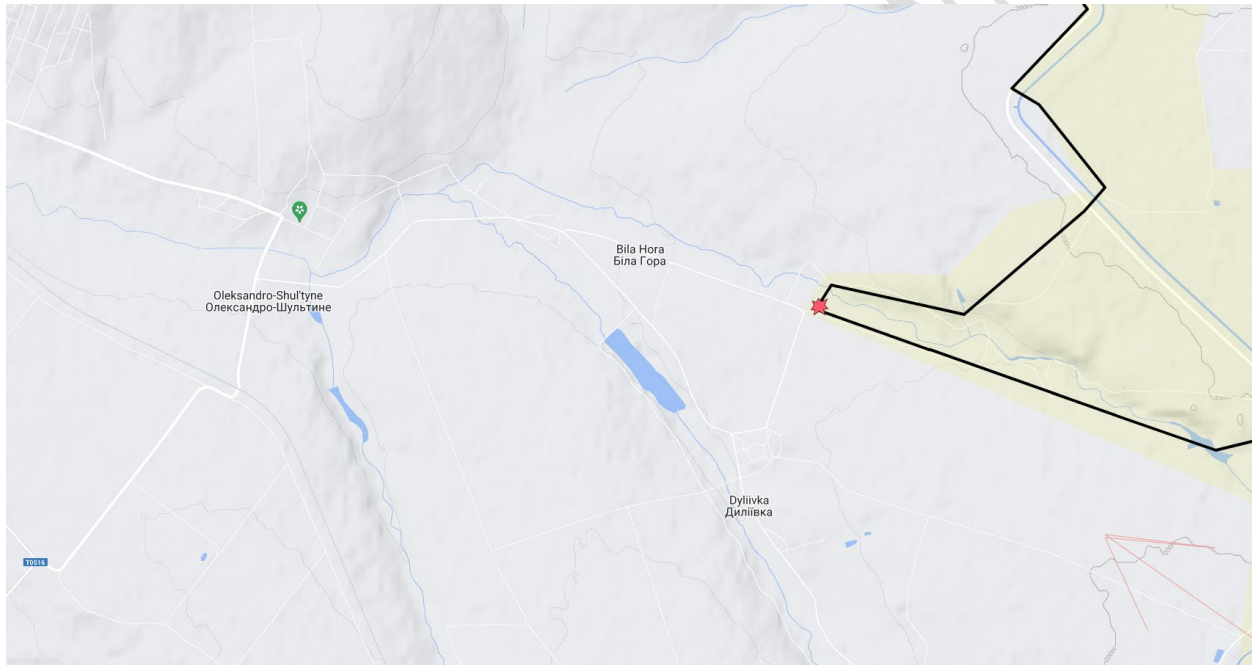 Bila Hora
Біла Гора
Oleksandro-Shul'tyne
Олександро-Шультине
Dyliivka
Диліївка
T0516